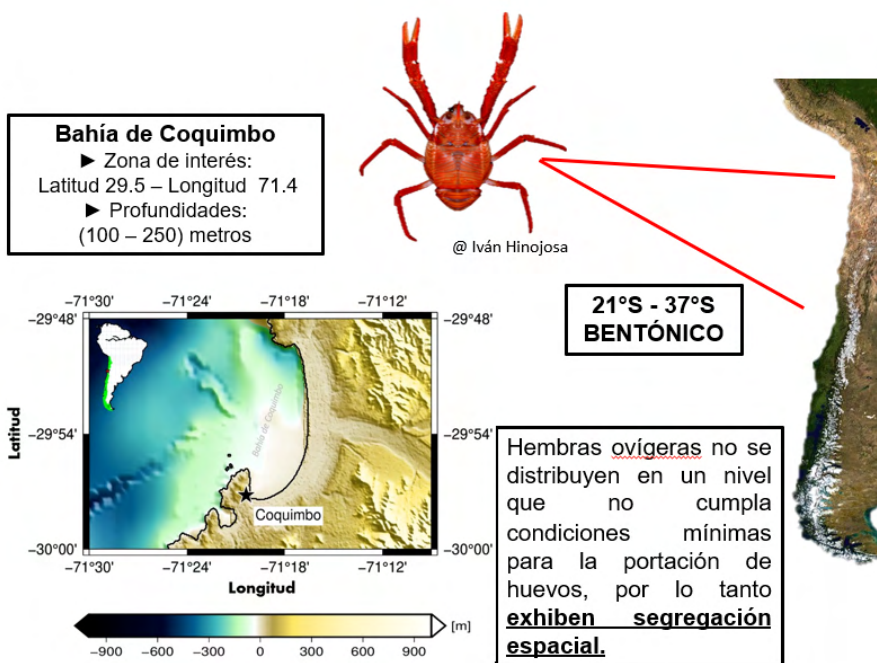 Bahía de Coquimbo
► Zona de interés:
Latitud 29.5 – Longitud 71.4
► Profundidades:
(100 – 250) metros
@ Iván Hinojosa
21°S - 37°S
BENTÓNICO
−71°30' −71°24' −71°18' −71°12'
−29°48' −29°48'
Bahía de Coquimbo
Latitud
−29°54' −29°54'
Coquimbo
−30°00' −30°00'
−71°30' −71°24' −71°18' −71°12'
Longitud
[m]
−900 −600 −300 0 300 600 900
Hembras ovígeras no se
distribuyen en un nivel
que no cumpla
condiciones mínimas
para la portación de
huevos, por lo tanto
exhiben segregación
espacial.